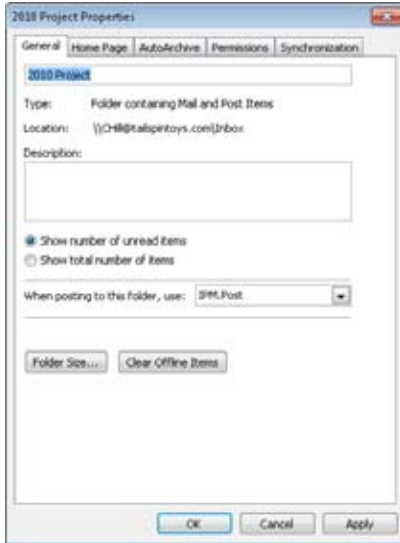 2010 Project Properties
General Home Page AutoArchive Permissions Synchronization
2010 Project
Type: Folder containing Mail and Post Items
Location: \\CHill@tailspintoys.com\Inbox
Description:
Show number of unread items
Show total number of items
When posting to this folder, use: IPM.Post
Folder Size... Clear Offline Items
OK Cancel Apply